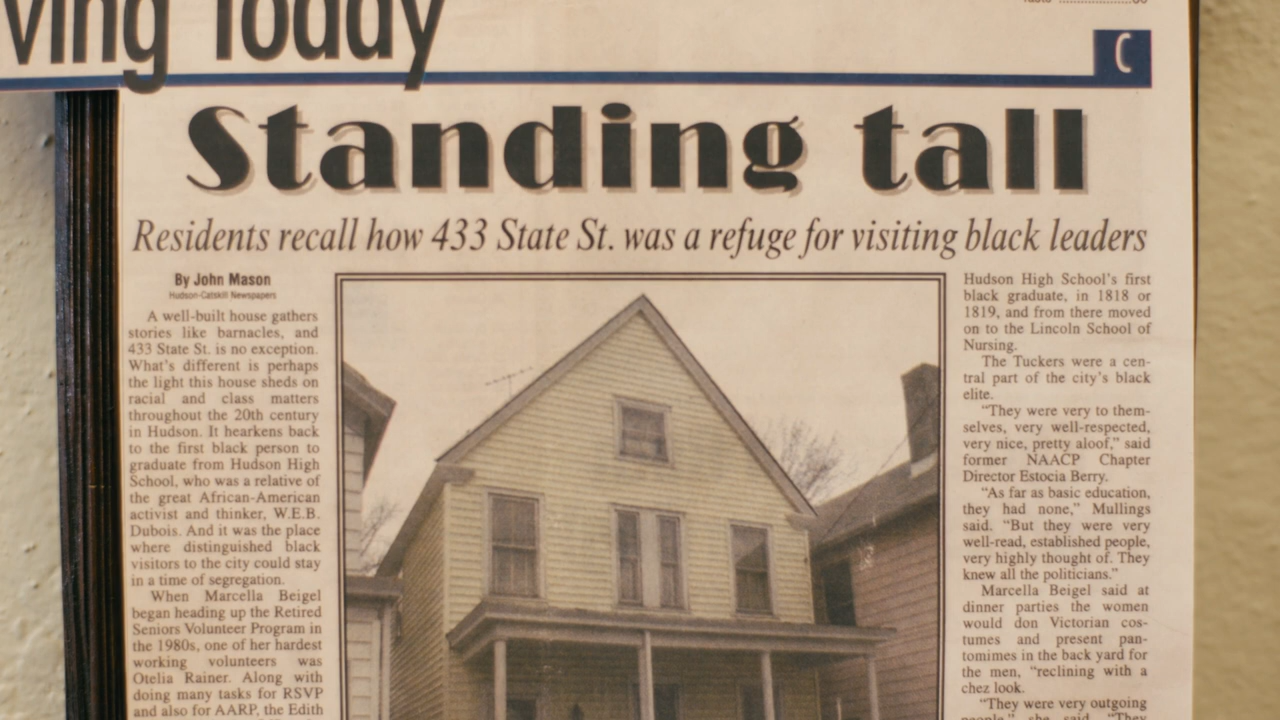 ving Today
C
Standing tall
Residents recall how 433 State St. was a refuge for visiting black leaders
By John Mason
Hudson-Catskill Newspapers
A well-built house gathers
stories like barnacles, and
433 State St. is no exception.
What's different is perhaps
the light this house sheds on
racial and class matters
throughout the 20th century
in Hudson. It hearkens back
to the first black person to
graduate from Hudson High
School, who was a relative of
the great African-American
activist and thinker, W.E.B.
Dubois. And it was the place
where distinguished black
visitors to the city could stay
in a time of segregation.
When Marcella Beigel
began heading up the Retired
Seniors Volunteer Program in
the 1980s, one of her hardest
working volunteers was
Otelia Rainer. Along with
doing many tasks for RSVP
and also for AARP, the Edith
Hudson High School's first
black graduate, in 1818 or
1819, and from there moved
on to the Lincoln School of
Nursing.
The Tuckers were a cen-
tral part of the city's black
elite.
"They were very to them-
selves, very well-respected,
very nice, pretty aloof," said
former NAACP Chapter
Director Estocia Berry.
"As far as basic education,
they had none," Mullings
said. "But they were very
well-read, established people,
very highly thought of. They
knew all the politicians."
Marcella Beigel said at
dinner parties the women
would don Victorian cos-
tumes and present pan-
tomimes in the back yard for
the men, "reclining with a
chez look.
"They were very outgoing
people," she said. "They